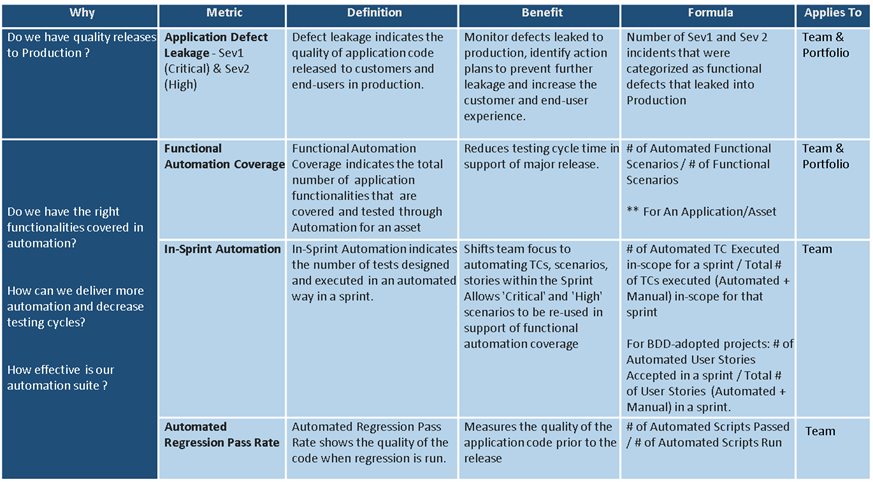 Why
Metric
Definition
Benefit
Formula
Applies To
Do we have quality releases
to Production ?
Application Defect
Leakage - Sev1
(Critical) & Sev2
(High)
Defect leakage indicates the
quality of application code
released to customers and
end-users in production.
Monitor defects leaked to
production, identify action
plans to prevent further
leakage and increase the
customer and end-user
experience.
Number of Sev1 and Sev 2
incidents that were
categorized as functional
defects that leaked into
Production
Team &
Portfolio
Do we have the right
functionalities covered in
automation?
How can we deliver more
automation and decrease
testing cycles?
How effective is our
automation suite ?
Functional
Automation Coverage
Functional Automation
Coverage indicates the total
number of application
functionalities that are
covered and tested through
Automation for an asset
Reduces testing cycle time in
support of major release.
# of Automated Functional
Scenarios / # of Functional
Scenarios
** For An Application/Asset
Team &
Portfolio
In-Sprint Automation
In-Sprint Automation indicates
the number of tests designed
and executed in an automated
way in a sprint.
Shifts team focus to
automating TCs, scenarios,
stories within the Sprint
Allows 'Critical' and 'High'
scenarios to be re-used in
support of functional
automation coverage
# of Automated TC Executed
in-scope for a sprint / Total #
of TCs executed (Automated +
Manual) in-scope for that
sprint
For BDD-adopted projects: # of
Automated User Stories
Accepted in a sprint / Total #
of User Stories (Automated +
Manual) in a sprint.
Team
Automated
Regression Pass Rate
Automated Regression Pass
Rate shows the quality of the
code when regression is run.
Measures the quality of the
application code prior to the
release
# of Automated Scripts Passed
/ # of Automated Scripts Run
Team